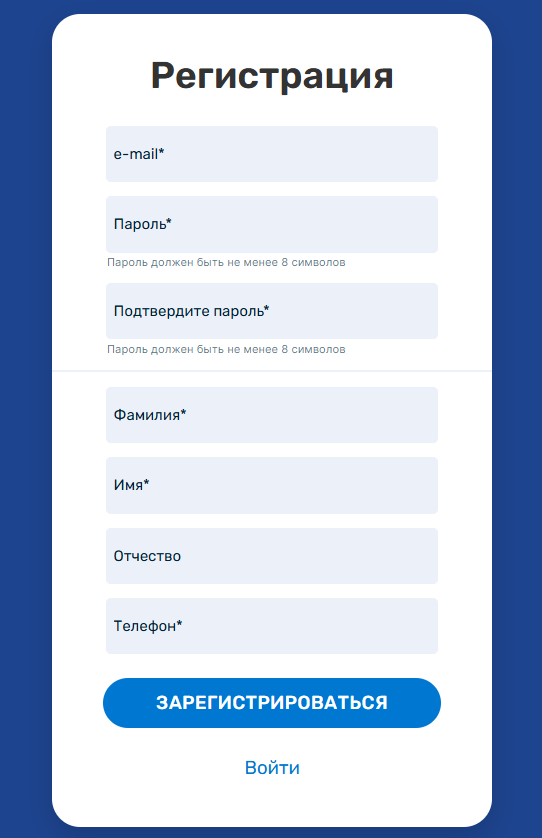 Регистрация
e-mail*
Пароль*
Пароль должен быть не менее 8 символов
Подтвердите пароль*
Пароль должен быть не менее 8 символов
Фамилия*
Имя*
Отчество
Телефон*
ЗАРЕГИСТРИРОВАТЬСЯ
Войти